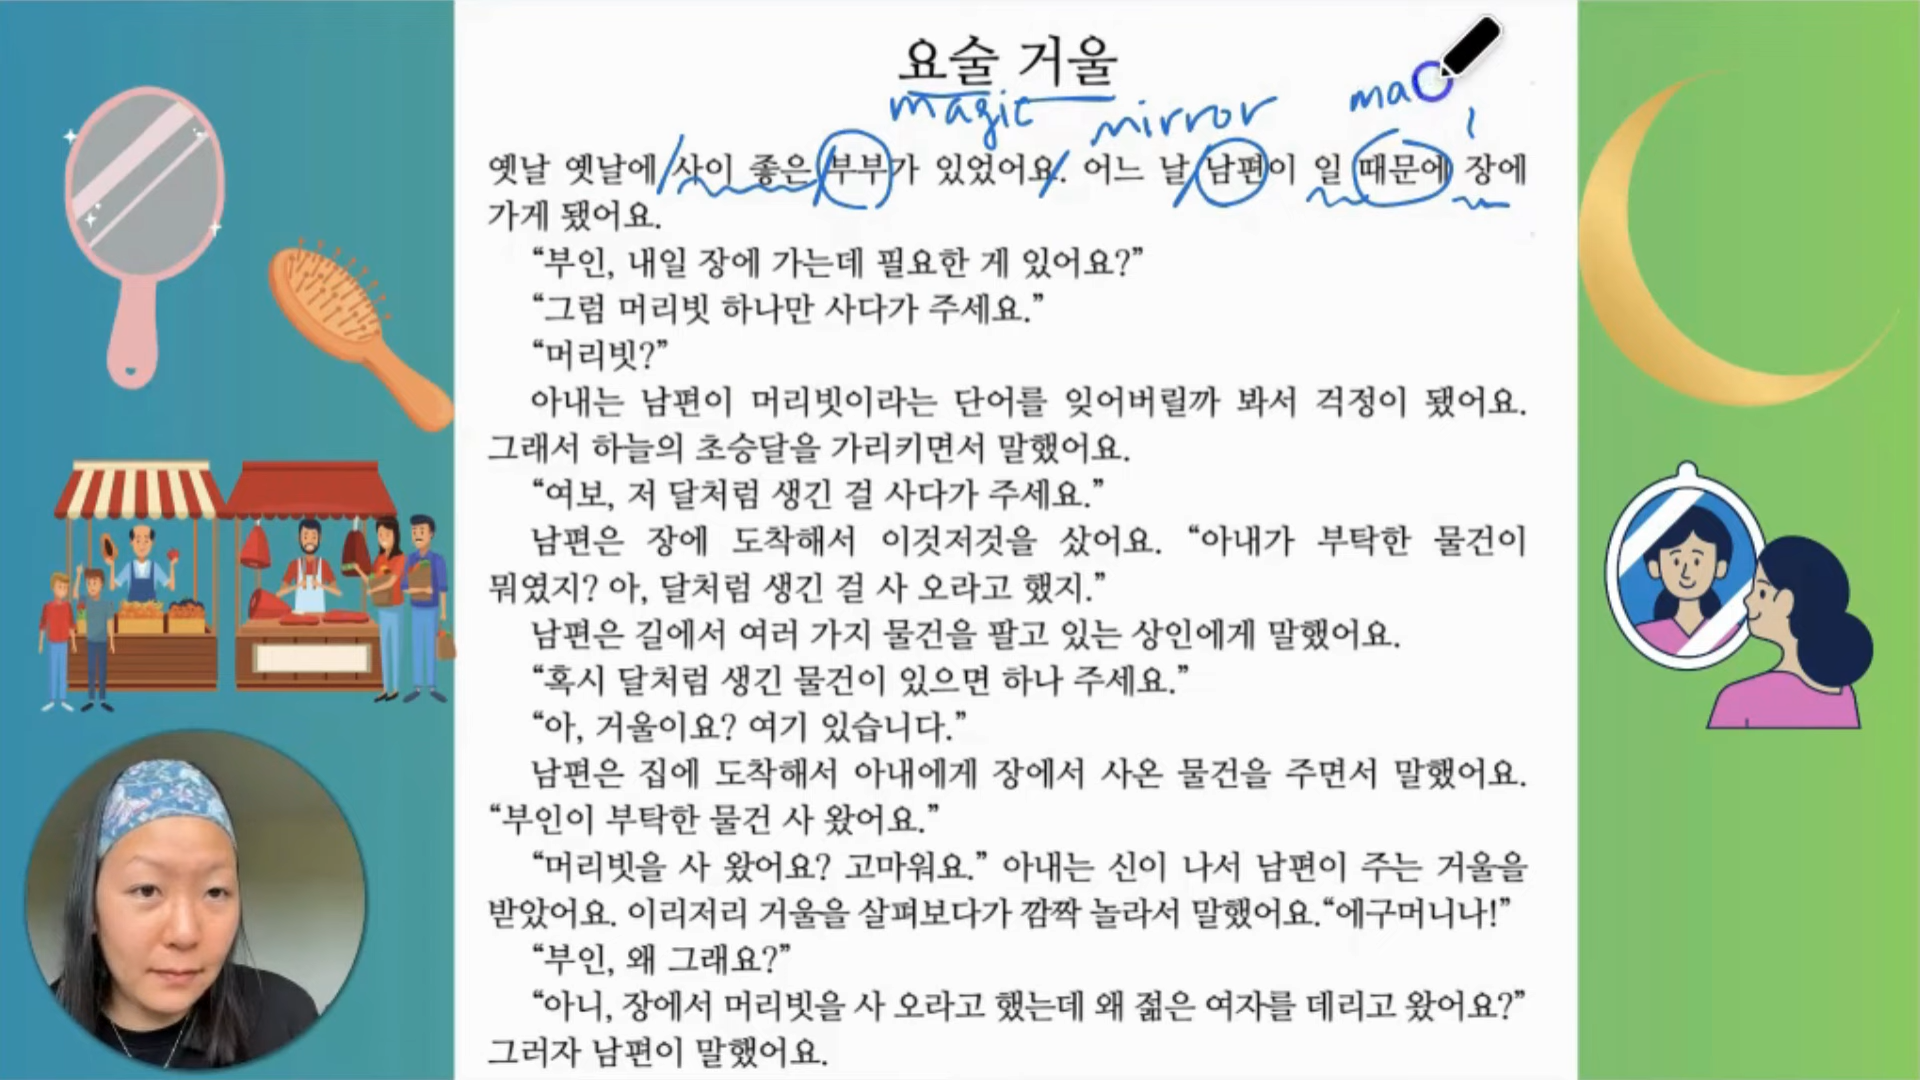 요술 거울
magic mirror ma
옛날 옛날에 사이 좋은 부부가 있었어요. 어느 날 남편이 일 때문에 장에
가게 됐어요.
“부인, 내일 장에 가는데 필요한 게 있어요?”
“그럼 머리빗 하나만 사다가 주세요.”
“머리빗?”
아내는 남편이 머리빗이라는 단어를 잊어버릴까 봐서 걱정이 됐어요.
그래서 하늘의 초승달을 가리키면서 말했어요.
“여보, 저 달처럼 생긴 걸 사다가 주세요.”
남편은 장에 도착해서 이것저것을 샀어요. “아내가 부탁한 물건이
뭐였지? 아, 달처럼 생긴 걸 사 오라고 했지.”
남편은 길에서 여러 가지 물건을 팔고 있는 상인에게 말했어요.
“혹시 달처럼 생긴 물건이 있으면 하나 주세요.”
“아, 거울이요? 여기 있습니다.”
남편은 집에 도착해서 아내에게 장에서 사온 물건을 주면서 말했어요.
“부인이 부탁한 물건 사 왔어요.”
“머리빗을 사 왔어요? 고마워요.” 아내는 신이 나서 남편이 주는 거울을
받았어요. 이리저리 거울을 살펴보다가 깜짝 놀라서 말했어요.“에구머니나!”
“부인, 왜 그래요?”
“아니, 장에서 머리빗을 사 오라고 했는데 왜 젊은 여자를 데리고 왔어요?”
그러자 남편이 말했어요.